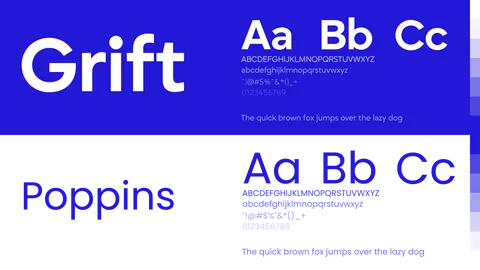 Grift
Aa Bb Cc
ABCDEFGHIJKLMNOPQRSTUVWXYZ
abcdefghijklmnopqrstuvwxyz
~!@#$%^&*()_+
0123456789
The quick brown fox jumps over the lazy dog
Poppins
Aa Bb Cc
ABCDEFGHIJKLMNOPQRSTUVWXYZ
abcdefghijklmnopqrstuvwxyz
~!@#$%^&*()_+
0123456789
The quick brown fox jumps over the lazy dog